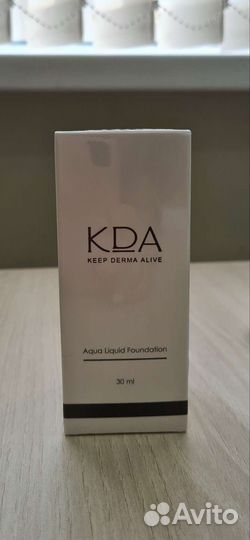 KDA
KEEP DERMA ALIVE
Aqua Liquid Foundation
30 ml
Avito